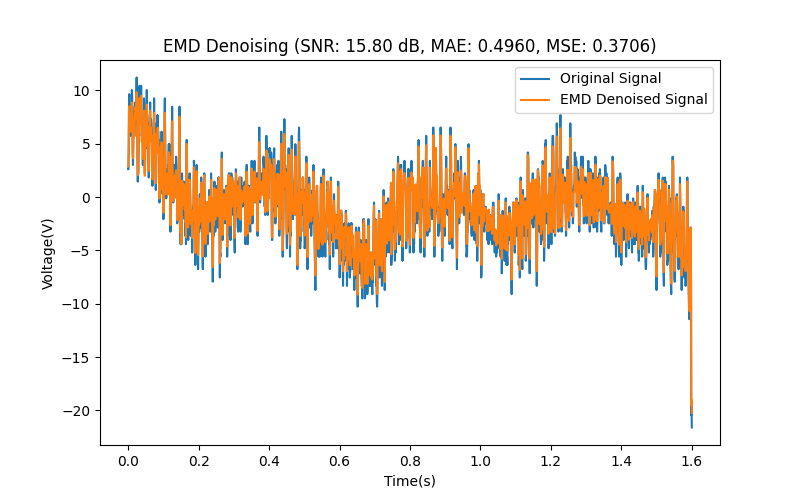 EMD Denoising (SNR: 15.80 dB, MAE: 0.4960, MSE: 0.3706)
Original Signal
EMD Denoised Signal
10
5
0
−5
−10
−15
−20
Voltage(V)
0.0 0.2 0.4 0.6 0.8 1.0 1.2 1.4 1.6
Time(s)